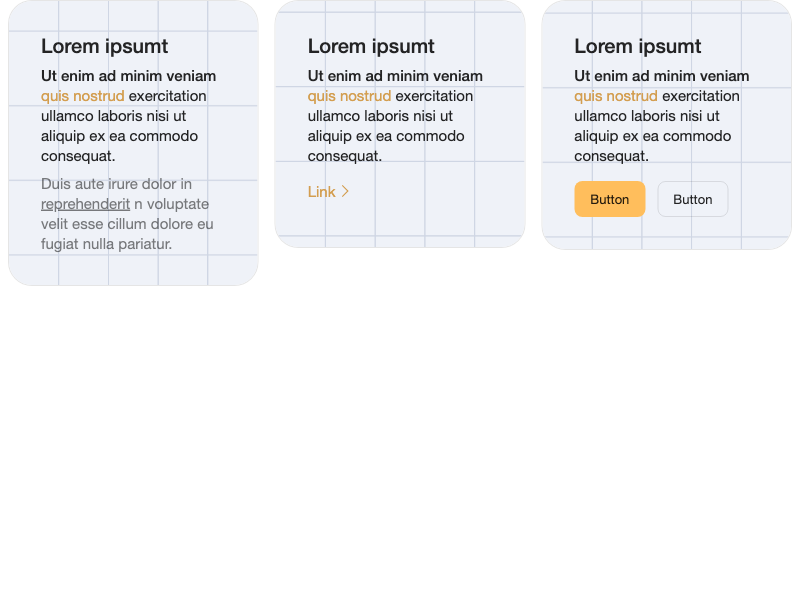 Lorem ipsumt
Ut enim ad minim veniam
quis nostrud exercitation
ullamco laboris nisi ut
aliquip ex ea commodo
consequat.
Duis aute irure dolor in
reprehenderit n voluptate
velit esse cillum dolore eu
fugiat nulla pariatur.
Lorem ipsumt
Ut enim ad minim veniam
quis nostrud exercitation
ullamco laboris nisi ut
aliquip ex ea commodo
consequat.
Link
Lorem ipsumt
Ut enim ad minim veniam
quis nostrud exercitation
ullamco laboris nisi ut
aliquip ex ea commodo
consequat.
Button Button